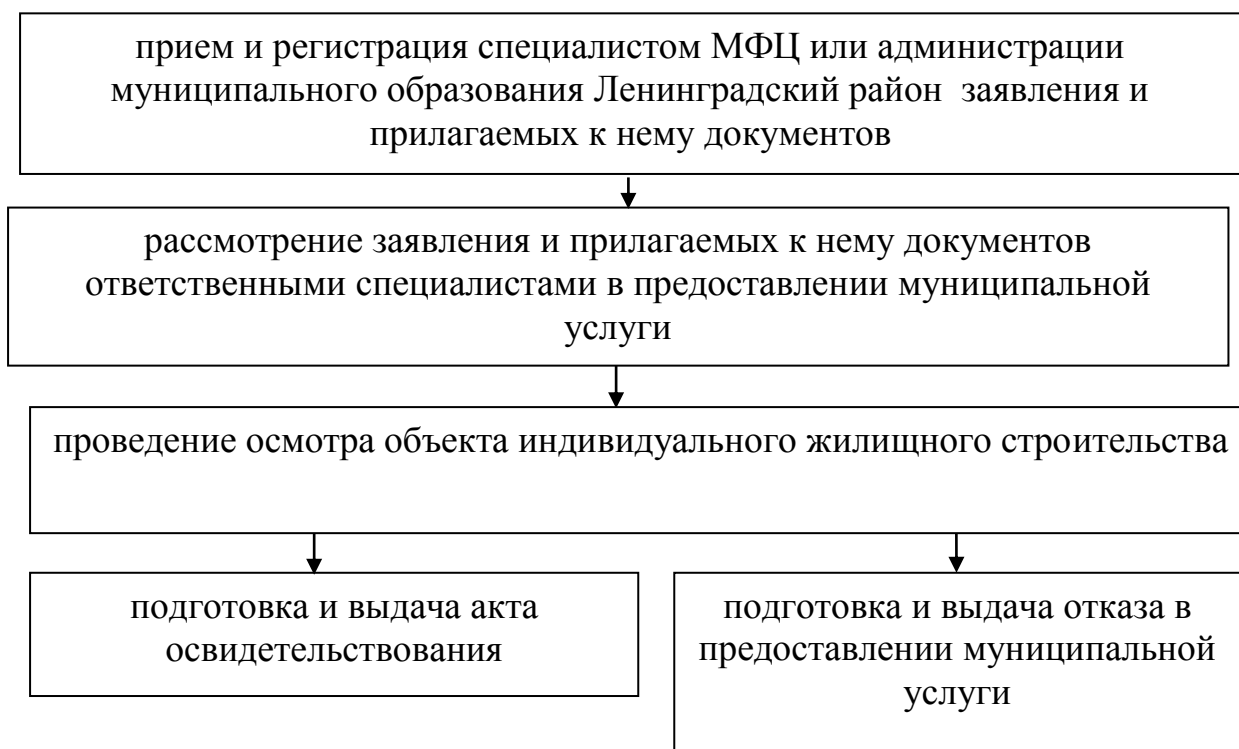 прием и регистрация специалистом МФЦ или администрации
муниципального образования Ленинградский район заявления и
прилагаемых к нему документов
рассмотрение заявления и прилагаемых к нему документов
ответственными специалистами в предоставлении муниципальной
услуги
проведение осмотра объекта индивидуального жилищного строительства
подготовка и выдача акта
освидетельствования
подготовка и выдача отказа в
предоставлении муниципальной
услуги